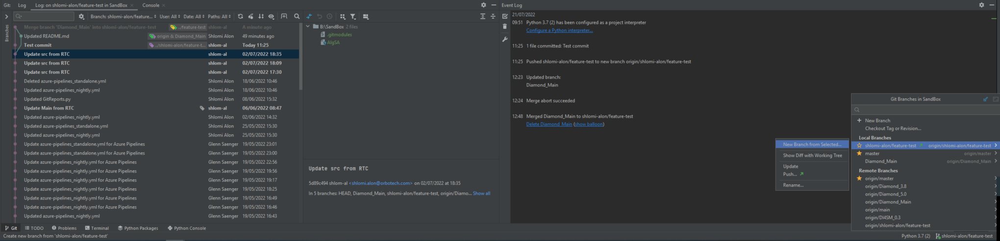 Git: Log Log: on shlomi-alon/feature-test in SandBox × Console ×
Branch: shlomi-alon/feature... User: All Date: All Paths: All
Branches
Merge branch 'Diamond_Main' into shlomi-alon/feature-test ../feature-test shlom-al A minute ago
Updated README.md origin & Diamond_Main Shlomi Alon 49 minutes ago
Test commit ../shlomi-alon/feature-t... shlom-al Today 11:25
Update src from RTC shlom-al 02/07/2022 18:35
Update src from RTC shlom-al 02/07/2022 18:09
Update src from RTC shlom-al 02/07/2022 17:30
Deleted azure-pipelines_standalone.yml Shlomi Alon 18/06/2022 10:46
Updated azure-pipelines_nightly.yml Shlomi Alon 18/06/2022 10:46
Updated GitReports.py Shlomi Alon 08/06/2022 15:32
Update Main from RTC shlom-al 06/06/2022 08:47
Updated azure-pipelines_nightly.yml Shlomi Alon 02/06/2022 14:32
Updated azure-pipelines_standalone.yml Shlomi Alon 25/05/2022 15:30
Updated azure-pipelines_nightly.yml Shlomi Alon 25/05/2022 15:30
Update azure-pipelines_standalone.yml for Azure Pipelines Glenn Saenger 19/05/2022 23:01
Update azure-pipelines_standalone.yml for Azure Pipelines Glenn Saenger 19/05/2022 23:00
Update azure-pipelines_nightly.yml for Azure Pipelines Glenn Saenger 19/05/2022 22:56
Update azure-pipelines_nightly.yml for Azure Pipelines Glenn Saenger 19/05/2022 19:56
Update azure-pipelines_nightly.yml for Azure Pipelines Glenn Saenger 19/05/2022 19:17
Update azure-pipelines_nightly.yml for Azure Pipelines Glenn Saenger 19/05/2022 18:25
Update azure-pipelines_nightly.yml for Azure Pipelines Glenn Saenger 19/05/2022 16:49
Update azure-pipelines_nightly.yml for Azure Pipelines Glenn Saenger 19/05/2022 16:46
Updated azure-pipelines_nightly.yml Glenn Saenger 19/05/2022 16:43
B:\SandBox 2 files
.gitmodules
AlgSA
Update src from RTC
5d89c494 shlom-al <shlomi.alon@orbotech.com> on 02/07/2022 at 18:35
In 5 branches: HEAD, Diamond_Main, shlomi-alon/feature-test, origin/Diamo... Show all
Event Log
21/07/2022
09:51 Python 3.7 (2) has been configured as a project interpreter
Configure a Python interpreter...
11:25 1 file committed: Test commit
11:25 Pushed shlomi-alon/feature-test to new branch origin/shlomi-alon/feature-test
12:23 Updated branch:
Diamond_Main
12:24 Merge abort succeeded
12:48 Merged Diamond_Main to shlomi-alon/feature-test
Delete Diamond_Main (show balloon)
New Branch from Selected...
Show Diff with Working Tree
Update
Push...
Rename...
Git Branches in SandBox
+ New Branch
Checkout Tag or Revision...
Local Branches
shlomi-alon/feature-test origin/shlomi-alon/feature-test
master origin/master
Diamond_Main origin/Diamond_Main
Remote Branches
origin/master
origin/Diamond_3.8
origin/Diamond_5.0
origin/Diamond_Main
origin/main
origin/DI4SM_0.3
origin/shlomi-alon/feature-test
Git TODO Problems Terminal Python Packages Python Console
Create new branch from 'shlomi-alon/feature-test' Python 3.7 (2) shlomi-alon/feature-test